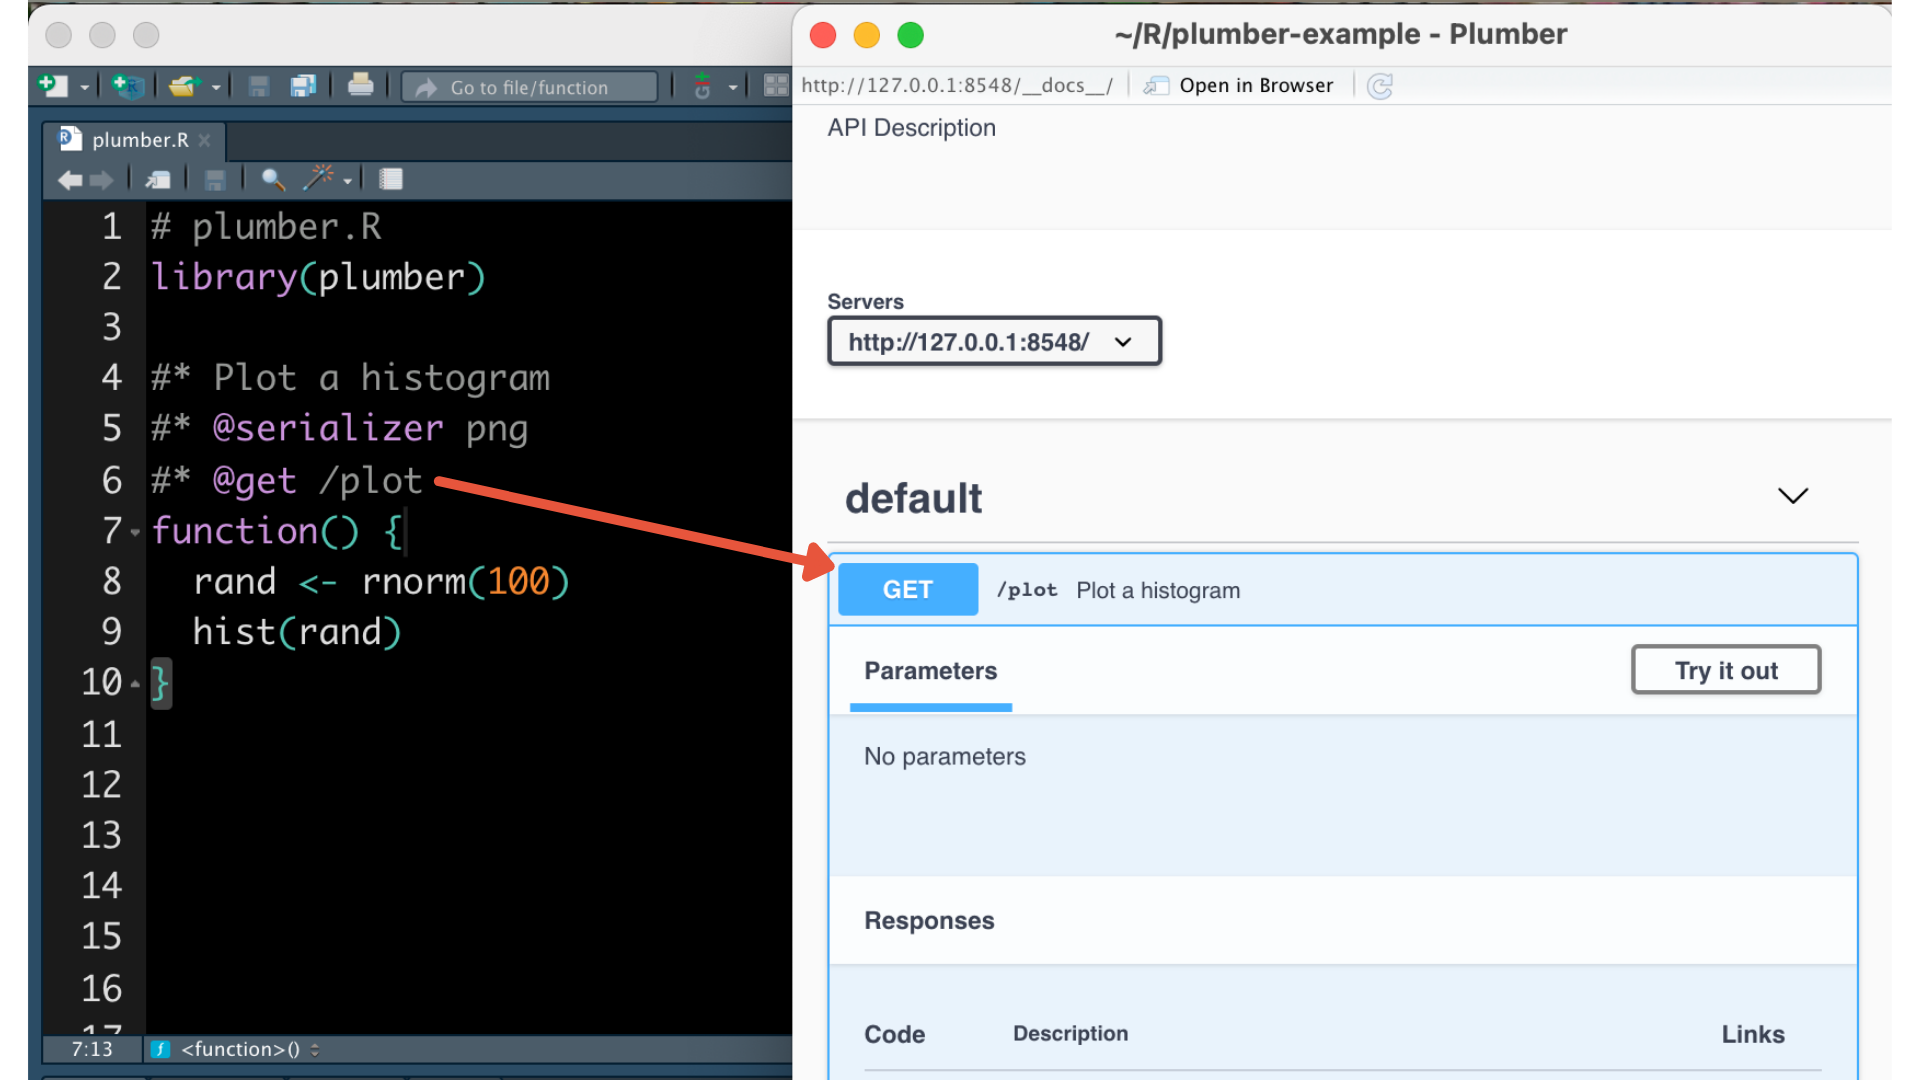 Go to file/function
plumber.R
1 # plumber.R
2 library(plumber)
3
4 #* Plot a histogram
5 #* @serializer png
6 #* @get /plot
7 function() {
8 rand <- rnorm(100)
9 hist(rand)
10 }
11
12
13
14
15
16
17
7:13 <function>()
~/R/plumber-example - Plumber
http://127.0.0.1:8548/__docs__/ Open in Browser
API Description
Servers
http://127.0.0.1:8548/
default
GET /plot Plot a histogram
Parameters Try it out
No parameters
Responses
Code Description Links